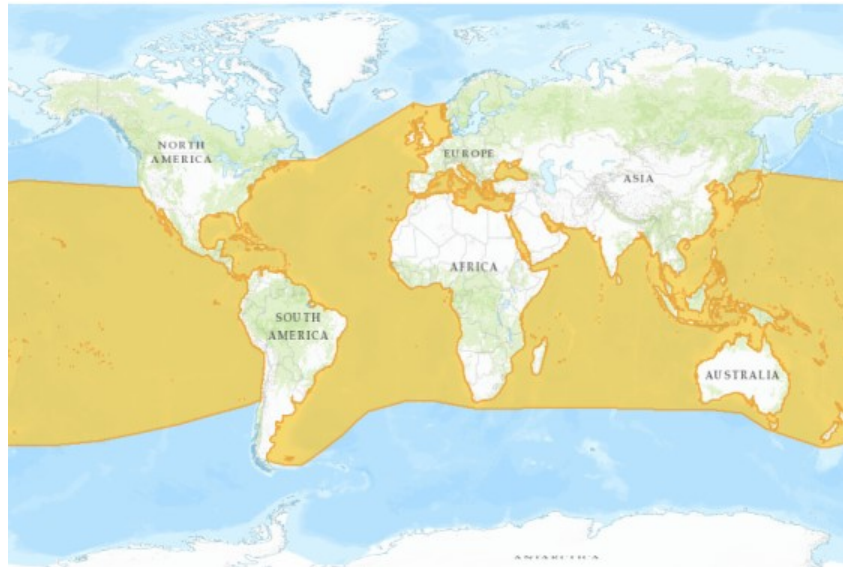 NORTH
AMERICA
EUROPE
ASIA
AFRICA
SOUTH
AMERICA
AUSTRALIA
ANTARCTICA